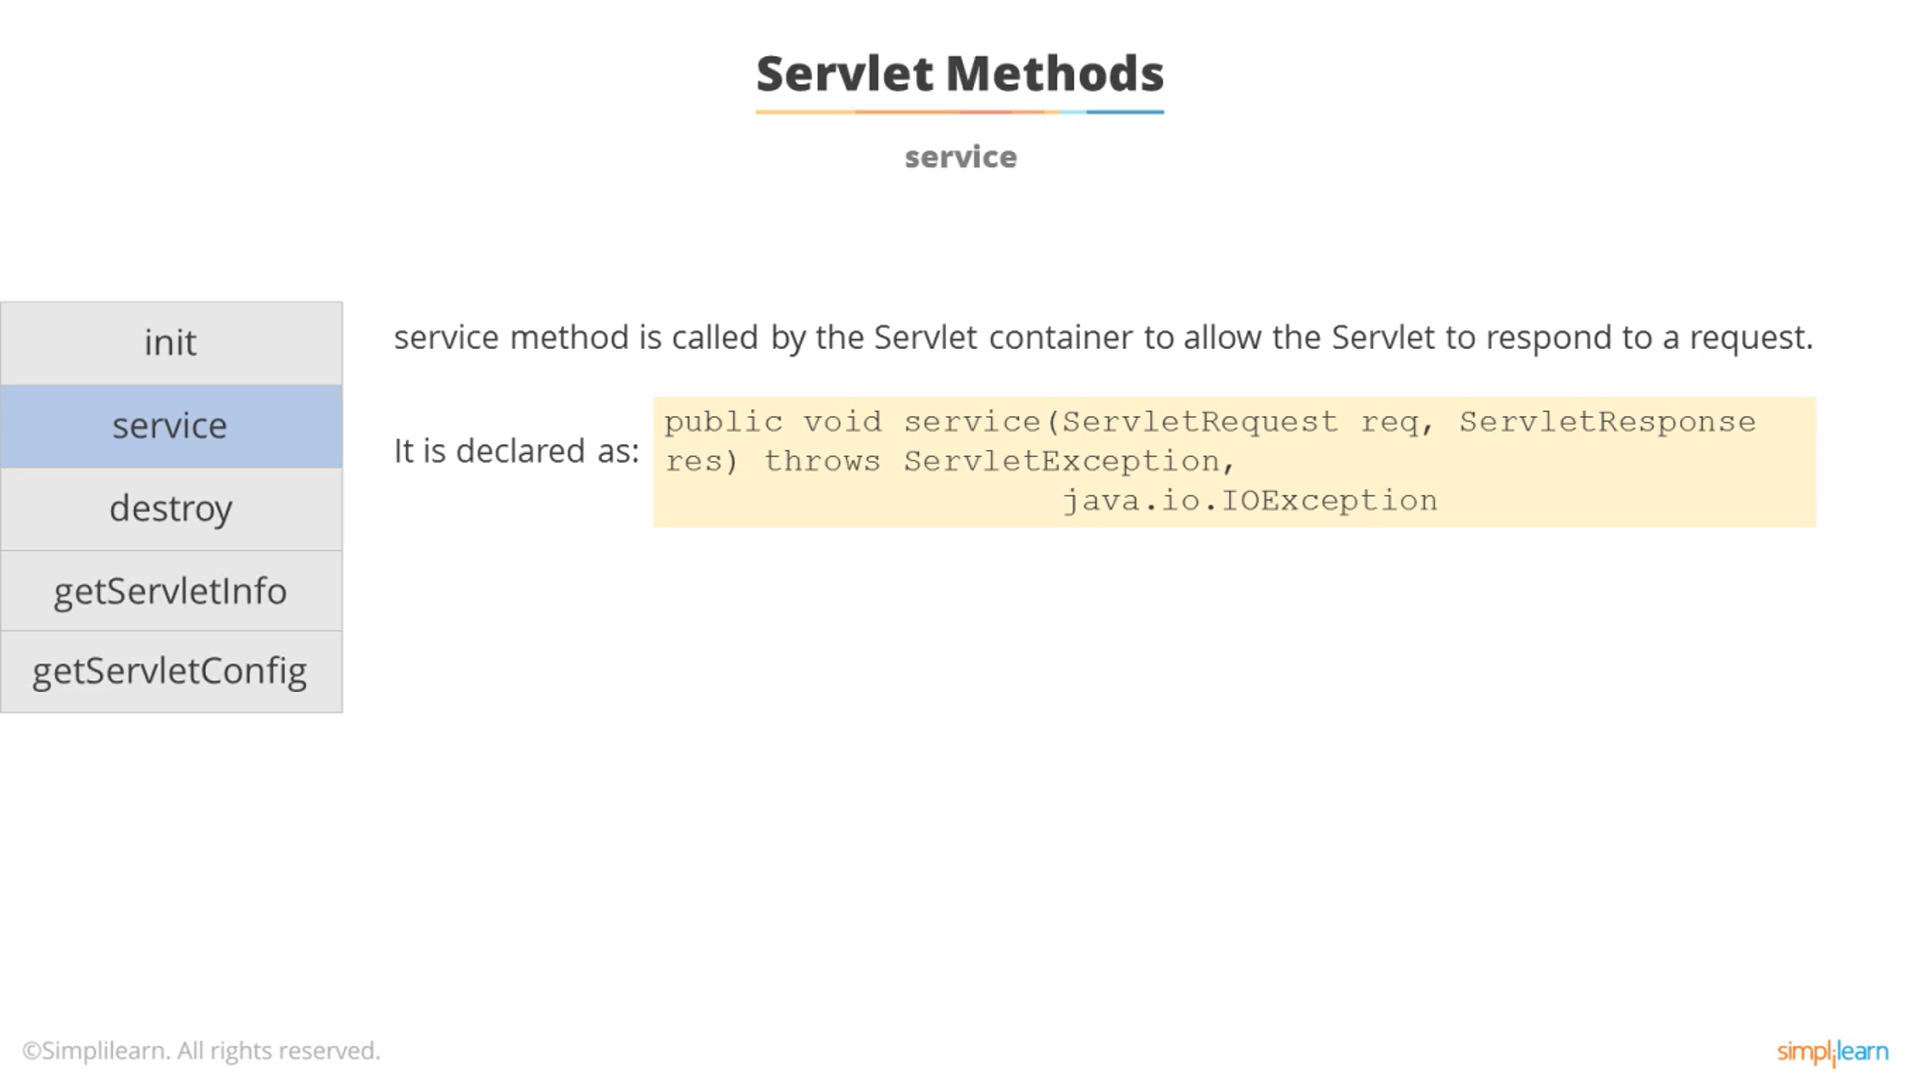 Servlet Methods
service
init
service
destroy
getServletInfo
getServletConfig
service method is called by the Servlet container to allow the Servlet to respond to a request.
It is declared as:
public void service(ServletRequest req, ServletResponse
res) throws ServletException,
java.io.IOException
©Simplilearn. All rights reserved.
simplilearn